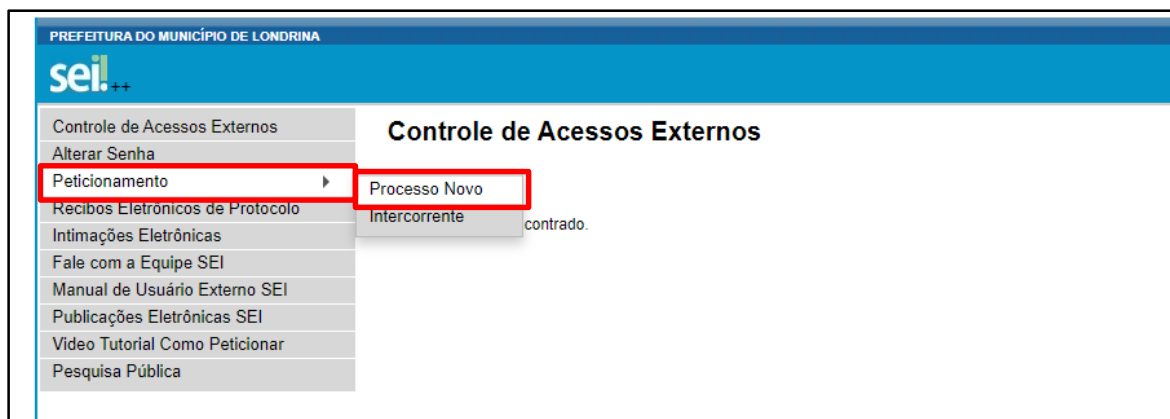 PREFEITURA DO MUNICÍPIO DE LONDRINA
sei! ++
Controle de Acessos Externos
Alterar Senha
Peticionamento
Recibos Eletrônicos de Protocolo
Intimações Eletrônicas
Fale com a Equipe SEI
Manual de Usuário Externo SEI
Publicações Eletrônicas SEI
Video Tutorial Como Peticionar
Pesquisa Pública
Processo Novo
Intercorrente
Controle de Acessos Externos
contrado.